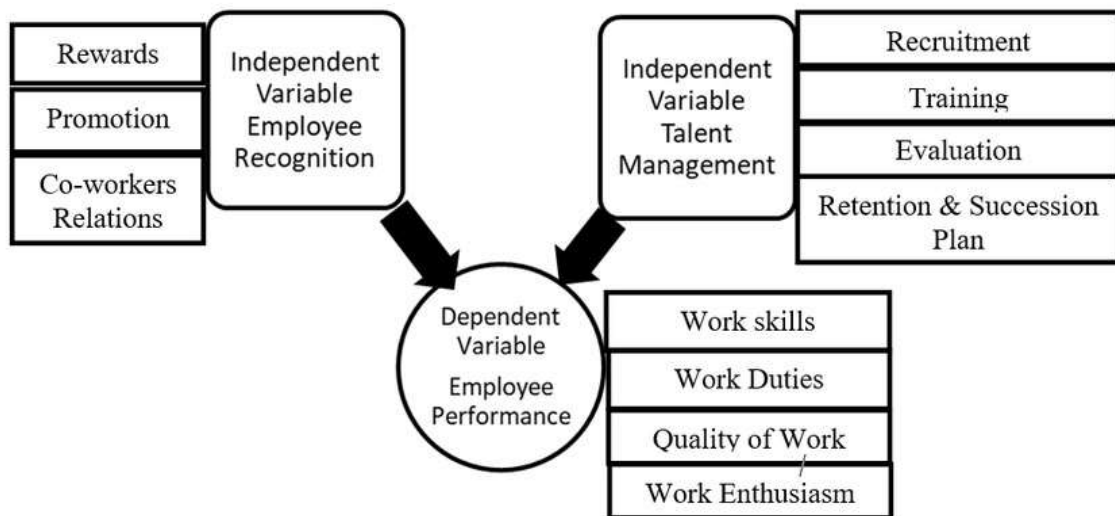 Rewards
Promotion
Co-workers
Relations
Independent
Variable
Employee
Recognition
Independent
Variable
Talent
Management
Recruitment
Training
Evaluation
Retention & Succession
Plan
Dependent
Variable
Employee
Performance
Work skills
Work Duties
Quality of Work
Work Enthusiasm